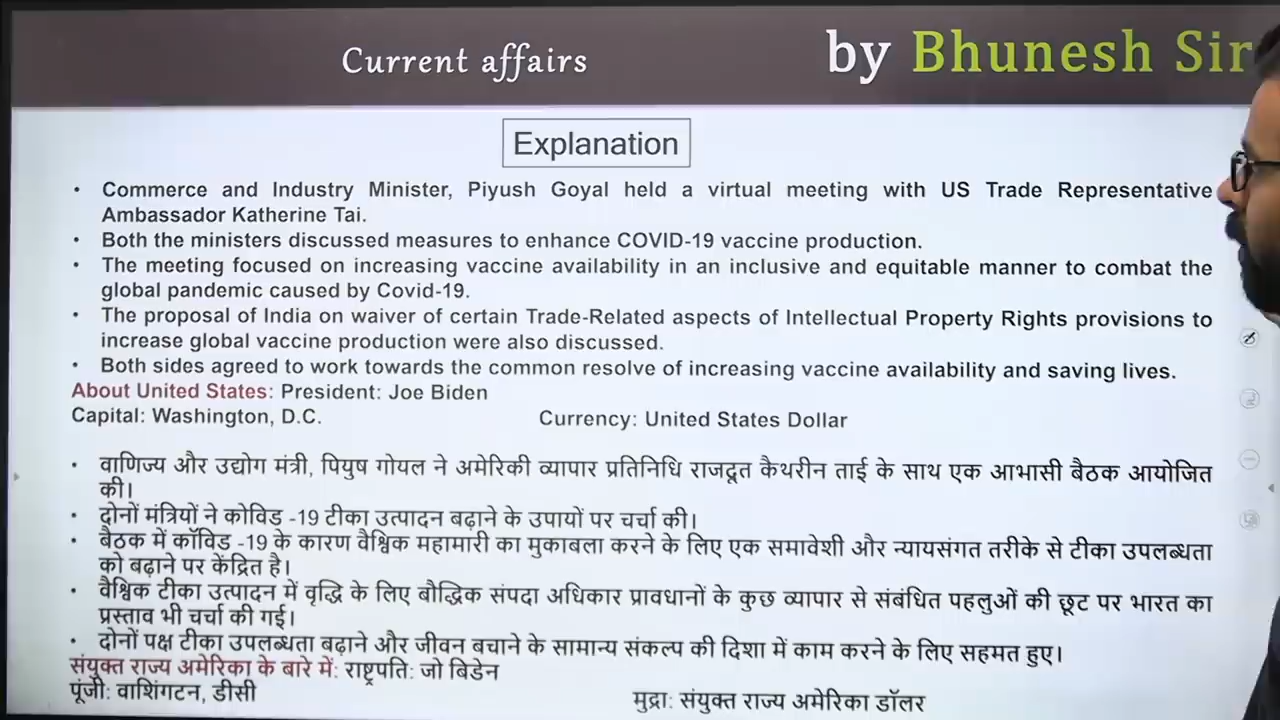 Current affairs
by Bhunesh Sir
Explanation
• Commerce and Industry Minister, Piyush Goyal held a virtual meeting with US Trade Representative
Ambassador Katherine Tai.
• Both the ministers discussed measures to enhance COVID-19 vaccine production.
• The meeting focused on increasing vaccine availability in an inclusive and equitable manner to combat the
global pandemic caused by Covid-19.
• The proposal of India on waiver of certain Trade-Related aspects of Intellectual Property Rights provisions to
increase global vaccine production were also discussed.
• Both sides agreed to work towards the common resolve of increasing vaccine availability and saving lives.
About United States: President: Joe Biden
Capital: Washington, D.C. Currency: United States Dollar
• वाणिज्य और उद्योग मंत्री, पियुष गोयल ने अमेरिकी व्यापार प्रतिनिधि राजदूत कैथरीन ताई के साथ एक आभासी बैठक आयोजित
की।
• दोनों मंत्रियों ने कोविड -19 टीका उत्पादन बढ़ाने के उपायों पर चर्चा की।
• बैठक में कॉविड -19 के कारण वैश्विक महामारी का मुकाबला करने के लिए एक समावेशी और न्यायसंगत तरीके से टीका उपलब्धता
को बढ़ाने पर केंद्रित है।
• वैश्विक टीका उत्पादन में वृद्धि के लिए बौद्धिक संपदा अधिकार प्रावधानों के कुछ व्यापार से संबंधित पहलुओं की छूट पर भारत का
प्रस्ताव भी चर्चा की गई।
• दोनों पक्ष टीका उपलब्धता बढ़ाने और जीवन बचाने के सामान्य संकल्प की दिशा में काम करने के लिए सहमत हुए।
संयुक्त राज्य अमेरिका के बारे में: राष्ट्रपति: जो बिडेन
पूंजी: वाशिंगटन, डीसी मुद्रा: संयुक्त राज्य अमेरिका डॉलर